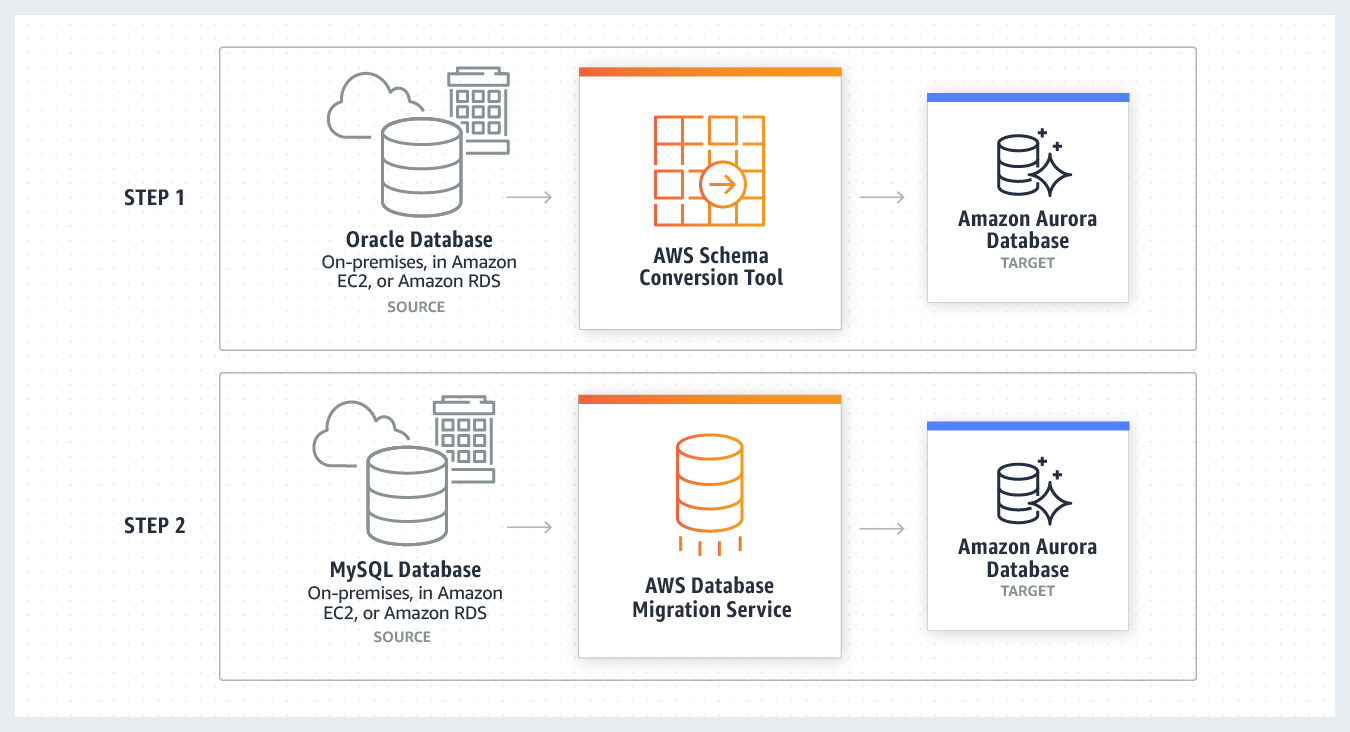 STEP 1
Oracle Database
On-premises, in Amazon
EC2, or Amazon RDS
SOURCE
AWS Schema
Conversion Tool
Amazon Aurora
Database
TARGET
STEP 2
MySQL Database
On-premises, in Amazon
EC2, or Amazon RDS
SOURCE
AWS Database
Migration Service
Amazon Aurora
Database
TARGET